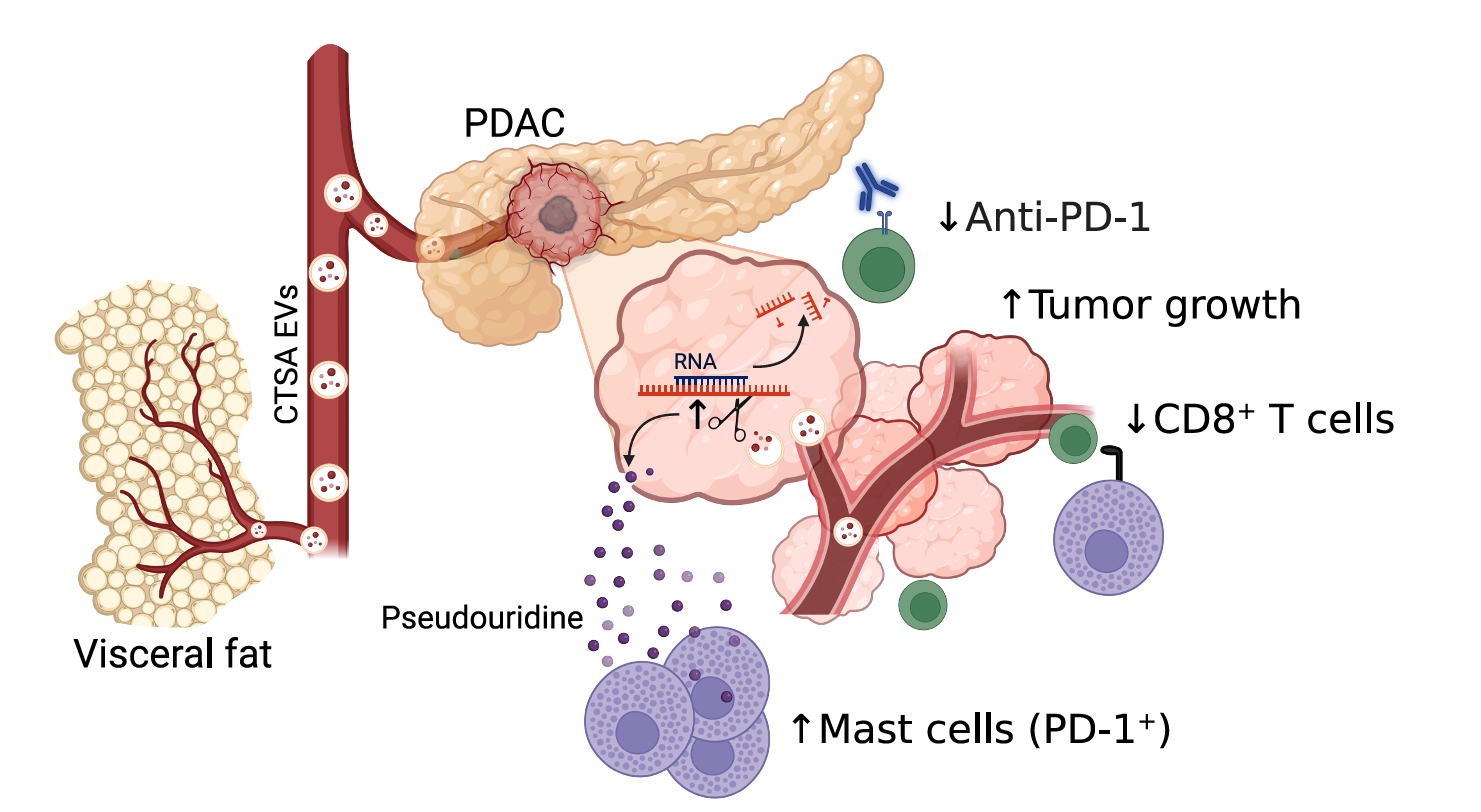 PDAC
↓Anti-PD-1
CTSA EVs
↑Tumor growth
RNA
↓CD8⁺ T cells
Pseudouridine
Visceral fat
↑Mast cells (PD-1⁺)